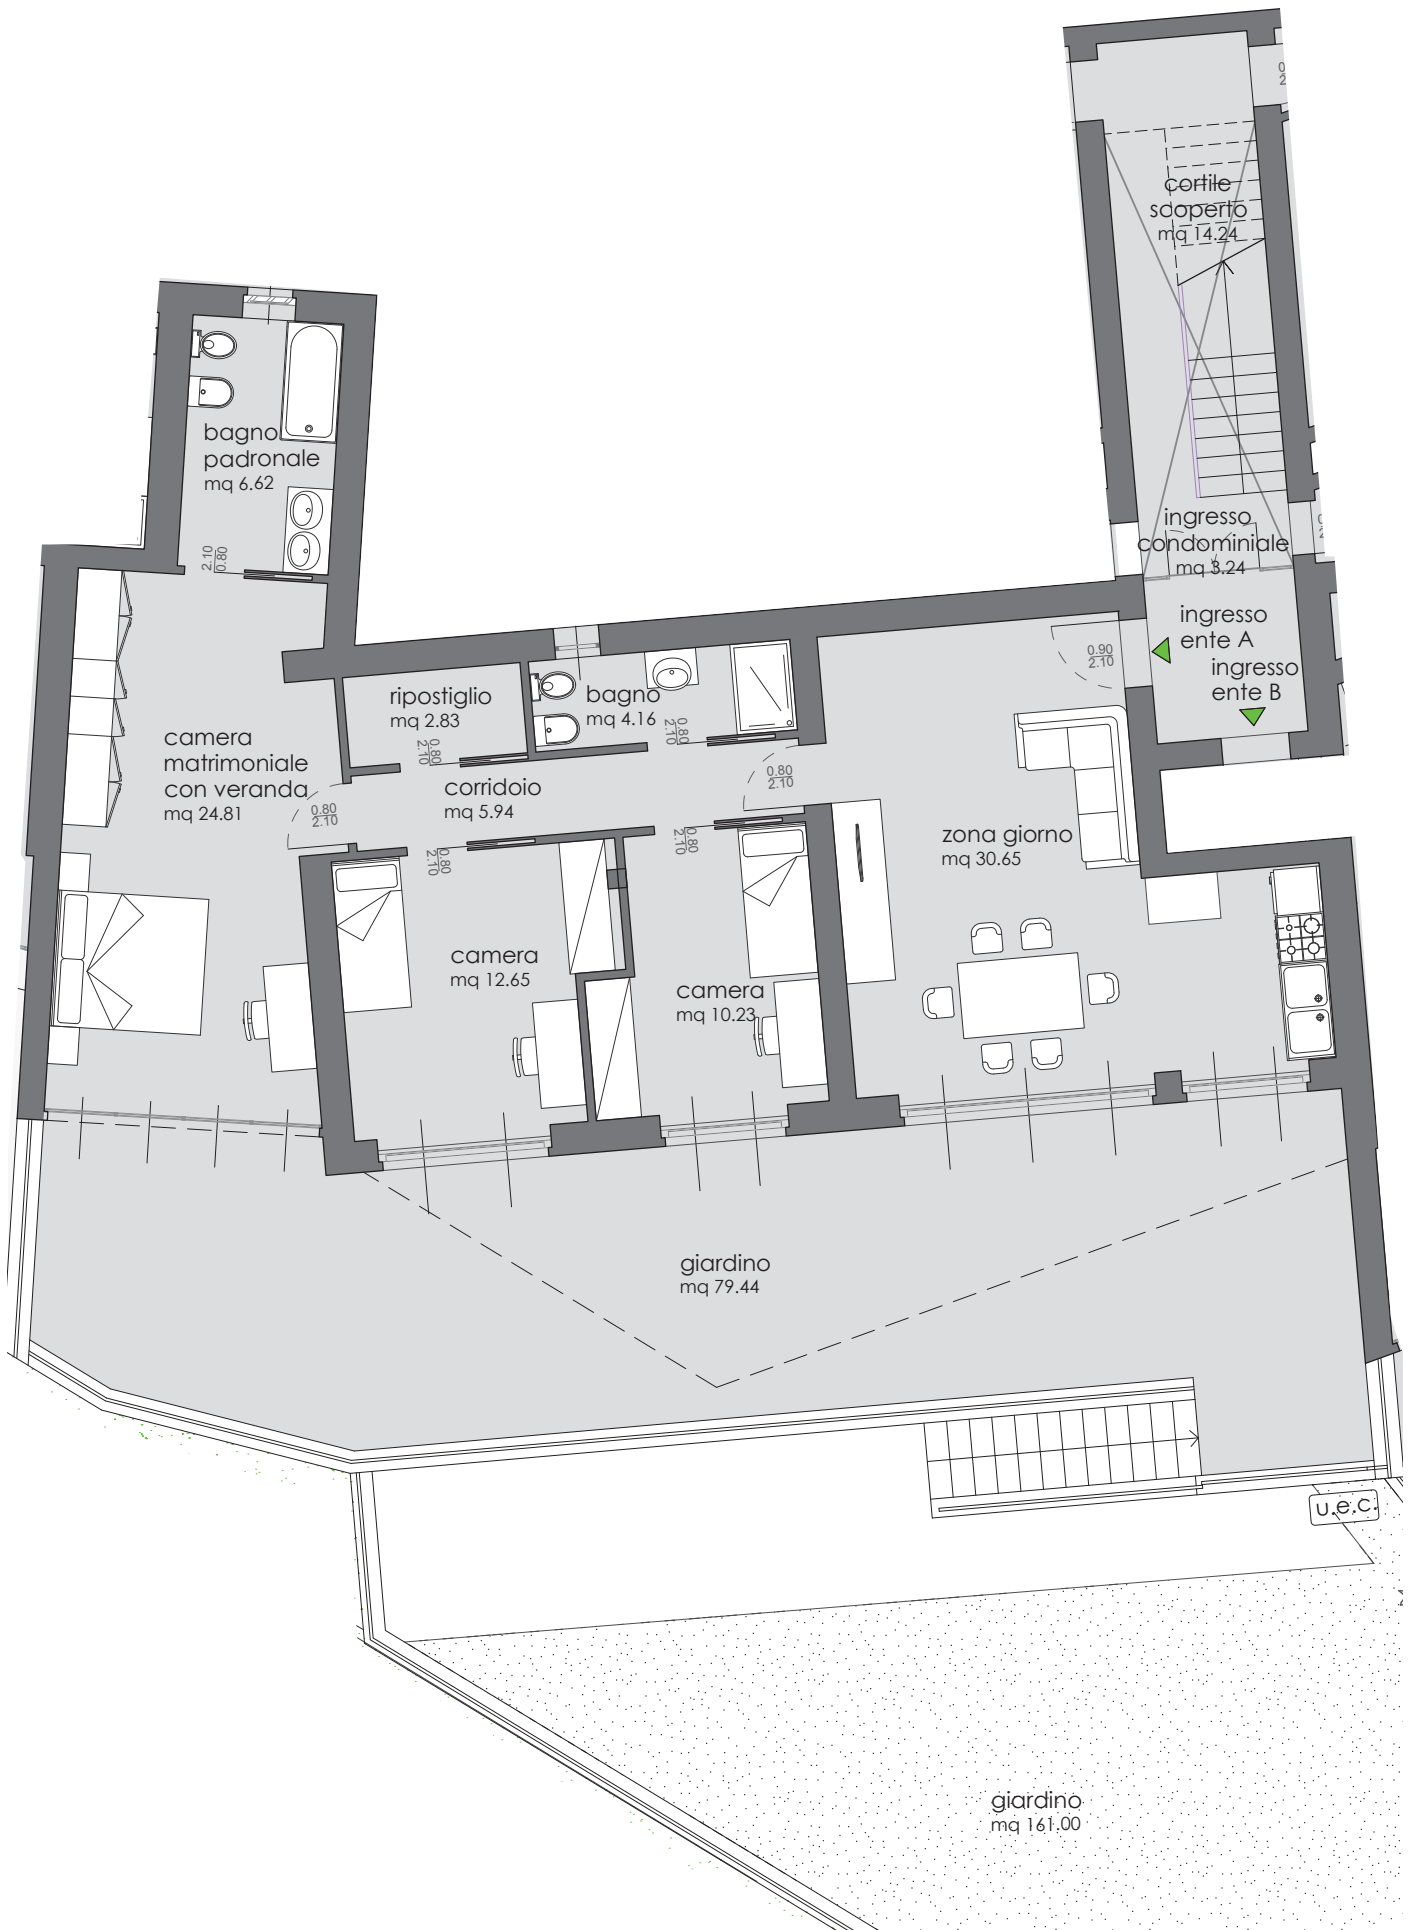 cortile
scoperto
mq 14.24
bagno
padronale
mq 6.62
2.10
0.80
ingresso
condominiale
mq 3.24
ingresso
ente A
ingresso
ente B
0.90
2.10
ripostiglio
mq 2.83
0.80
2.10
bagno
mq 4.16
0.80
2.10
camera
matrimoniale
con veranda
mq 24.81
0.80
2.10
corridoio
mq 5.94
0.80
2.10
zona giorno
mq 30.65
0.80
2.10
0.80
2.10
camera
mq 12.65
camera
mq 10.23
giardino
mq 79.44
u.e.c.
giardino
mq 161.00